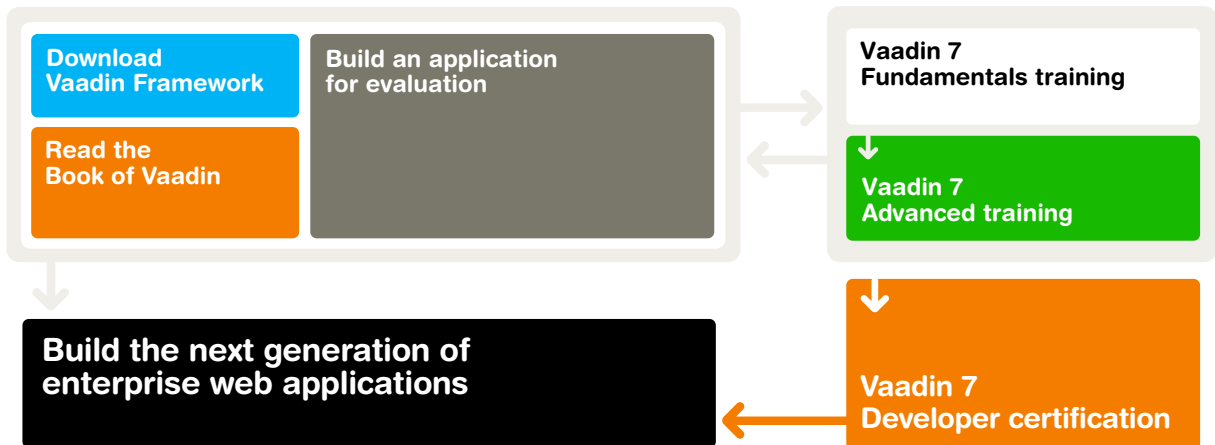 Download
Vaadin Framework
Read the
Book of Vaadin
Build an application
for evaluation
Vaadin 7
Fundamentals training
Vaadin 7
Advanced training
Build the next generation of
enterprise web applications
Vaadin 7
Developer certification